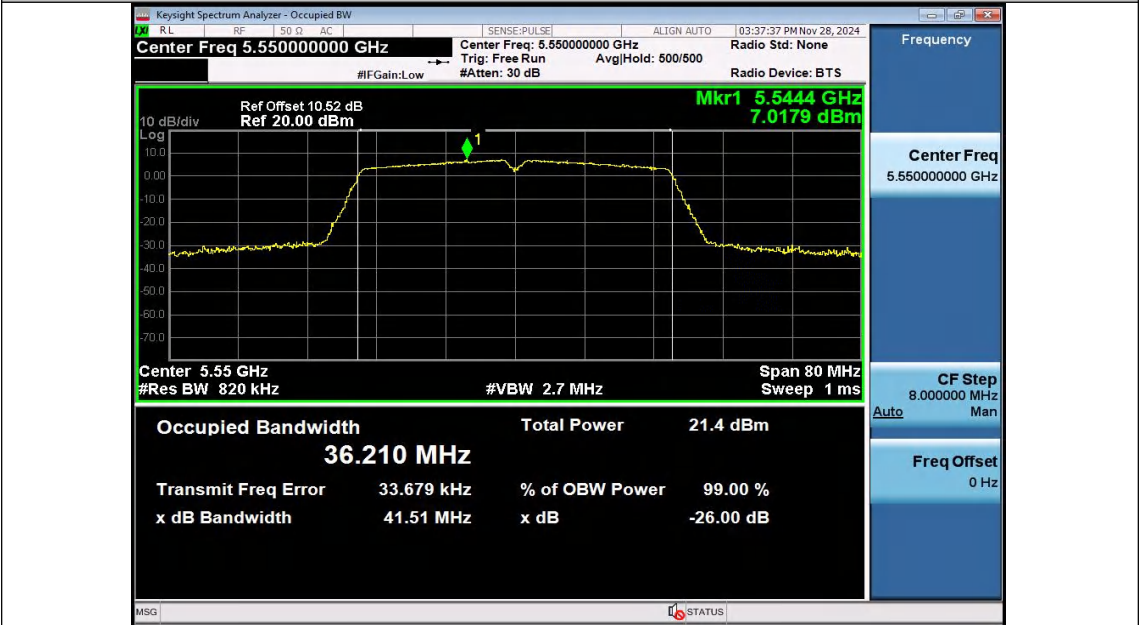 Keysight Spectrum Analyzer - Occupied BW
LXI RL RF 50 Ω AC SENSE:PULSE ALIGN AUTO 03:37:37 PM Nov 28, 2024
Center Freq 5.550000000 GHz
Center Freq: 5.550000000 GHz Radio Std: None
Trig: Free Run Avg|Hold: 500/500
#IFGain:Low #Atten: 30 dB Radio Device: BTS
Frequency
Mkr1 5.5444 GHz
7.0179 dBm
Ref Offset 10.52 dB
10 dB/div Ref 20.00 dBm
Log
1
10.0
0.00
-10.0
-20.0
-30.0
-40.0
-50.0
-60.0
-70.0
Center 5.55 GHz Span 80 MHz
#Res BW 820 kHz #VBW 2.7 MHz Sweep 1 ms
Center Freq
5.550000000 GHz
CF Step
8.000000 MHz
Auto Man
Freq Offset
0 Hz
Occupied Bandwidth Total Power 21.4 dBm
36.210 MHz
Transmit Freq Error 33.679 kHz % of OBW Power 99.00 %
x dB Bandwidth 41.51 MHz x dB -26.00 dB
MSG STATUS